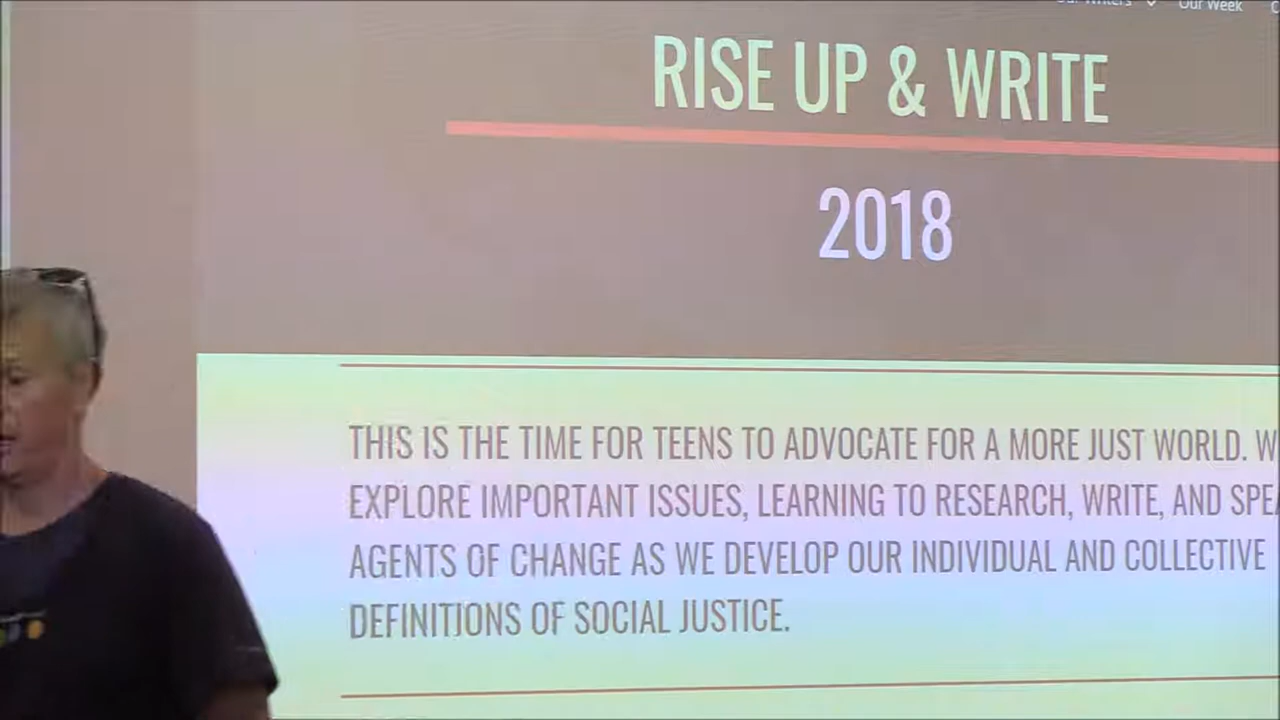 Our Week
RISE UP & WRITE
2018
THIS IS THE TIME FOR TEENS TO ADVOCATE FOR A MORE JUST WORLD.
EXPLORE IMPORTANT ISSUES, LEARNING TO RESEARCH, WRITE, AND
AGENTS OF CHANGE AS WE DEVELOP OUR INDIVIDUAL AND COLLECTIVE
DEFINITIONS OF SOCIAL JUSTICE.